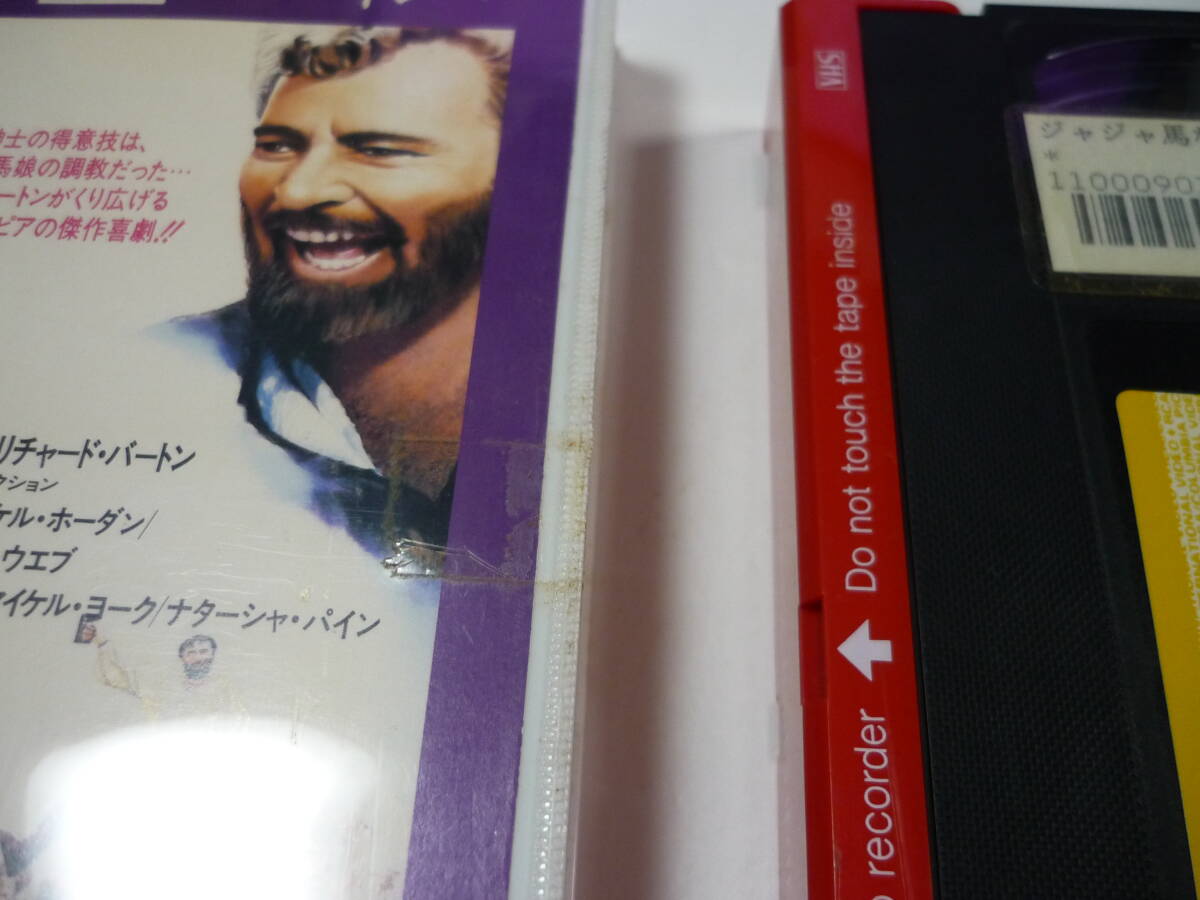 士の得意技は、
馬娘の調教だった…
ートンがくり広げる
ピアの傑作喜劇!!
リチャード・バートン
クション
ケル・ホーダン/
ウエブ
マイケル・ヨーク/ナターシャ・パイン
VHS
Do not touch the tape inside
recorder
ジャジャ馬
*
1100090